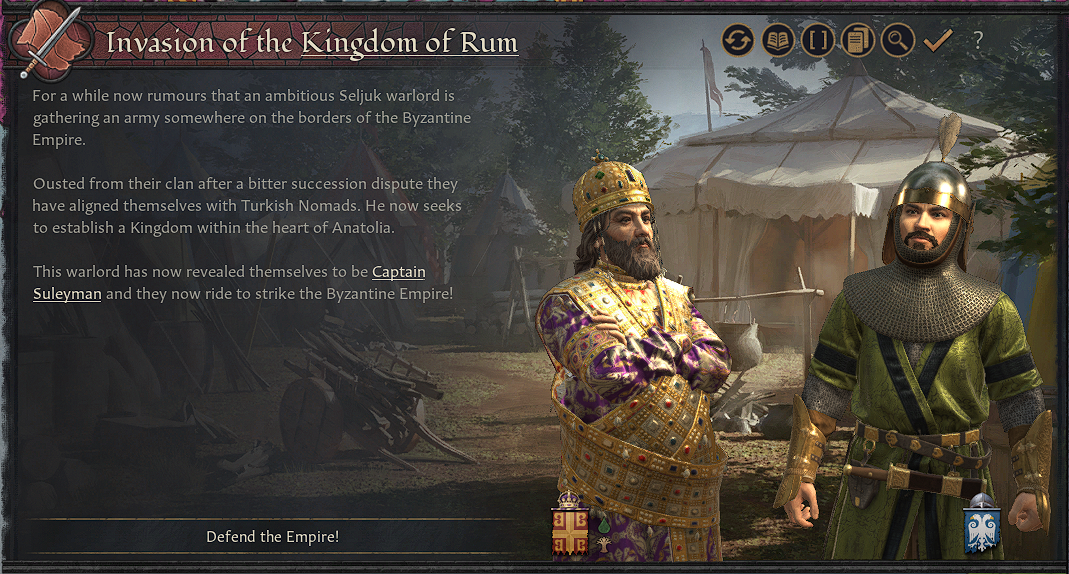 Invasion of the Kingdom of Rum
?
For a while now rumours that an ambitious Seljuk warlord is
gathering an army somewhere on the borders of the Byzantine
Empire.
Ousted from their clan after a bitter succession dispute they
have aligned themselves with Turkish Nomads. He now seeks
to establish a Kingdom within the heart of Anatolia.
This warlord has now revealed themselves to be Captain
Suleyman and they now ride to strike the Byzantine Empire!
Defend the Empire!